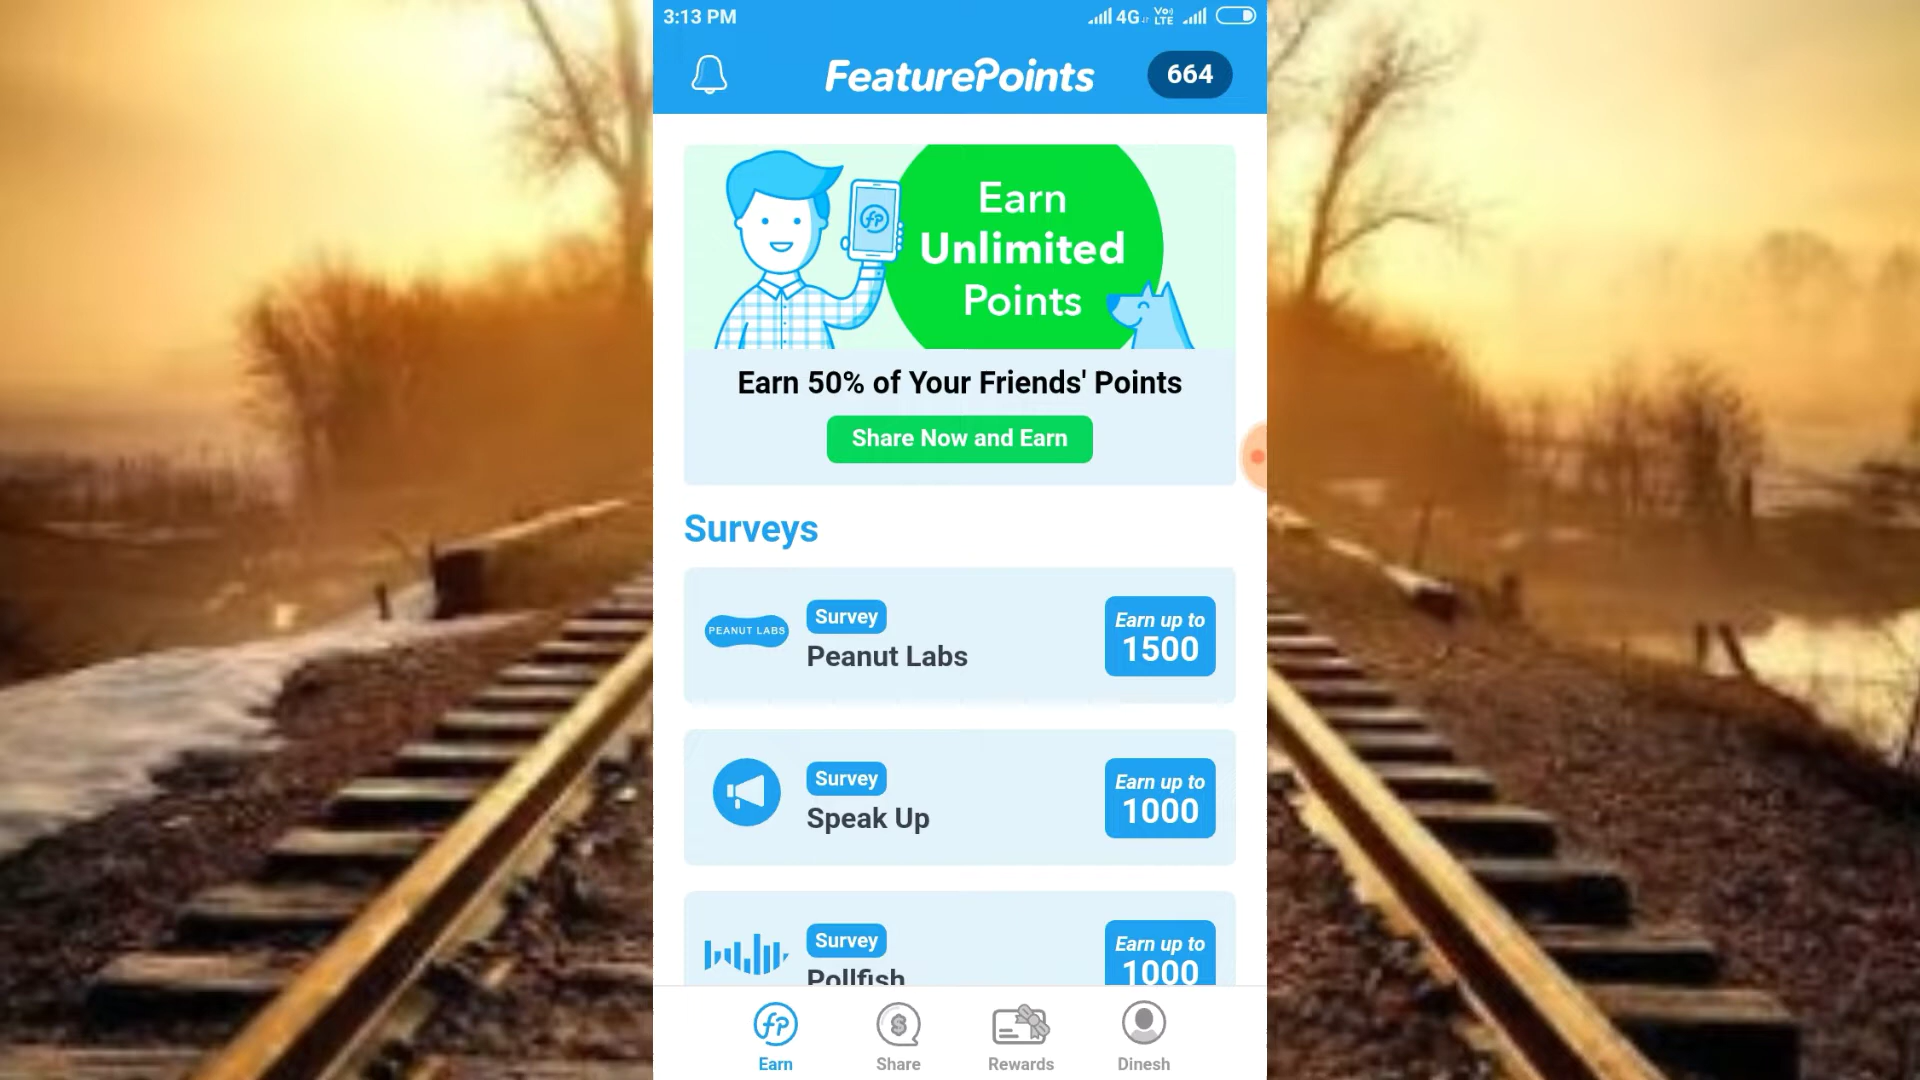 3:13 PM
4G VoLTE
FeaturePoints
664
Earn
Unlimited
Points
Earn 50% of Your Friends' Points
Share Now and Earn
Surveys
PEANUT LABS
Survey
Peanut Labs
Earn up to
1500
Survey
Speak Up
Earn up to
1000
Survey
Pollfish
Earn up to
1000
Earn
Share
Rewards
Dinesh